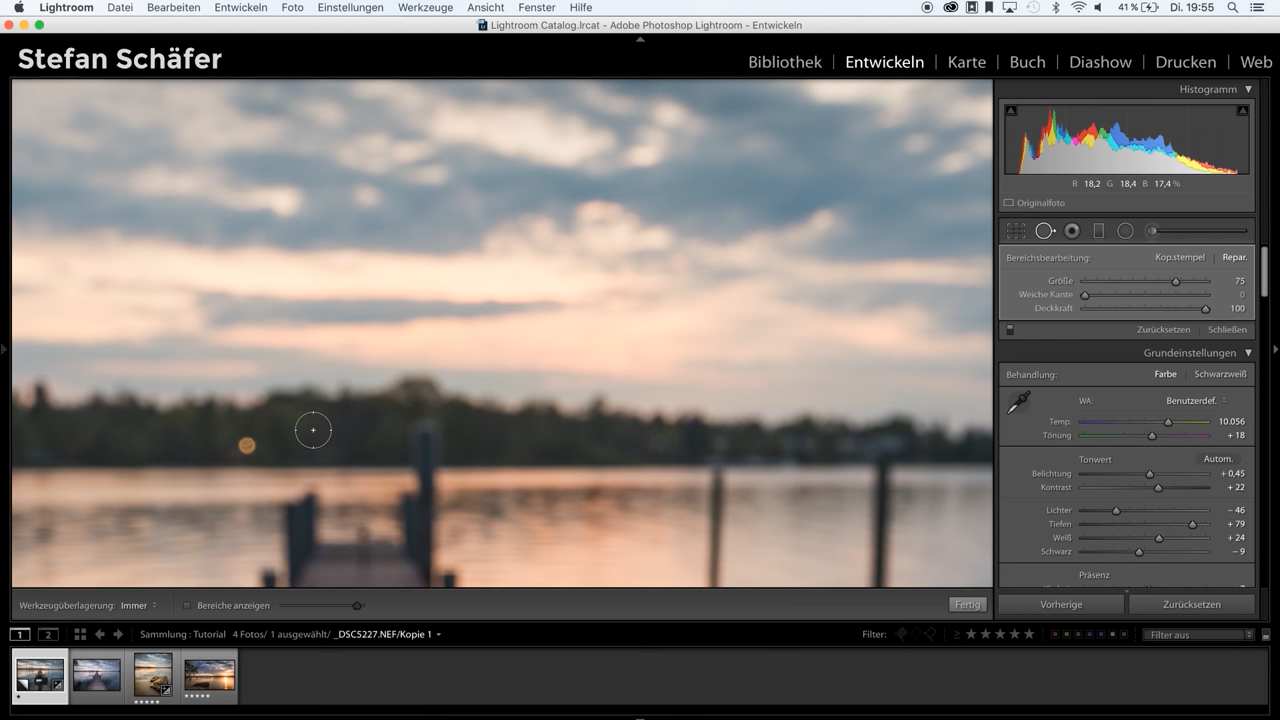 Lightroom Datei Bearbeiten Entwickeln Foto Einstellungen Werkzeuge Ansicht Fenster Hilfe 41 % Di. 19:55
Lightroom Catalog.lrcat - Adobe Photoshop Lightroom - Entwickeln
Stefan Schäfer
Bibliothek | Entwickeln | Karte | Buch | Diashow | Drucken | Web
Histogramm
R 18,2 G 18,4 B 17,4 %
Originalfoto
Bereichsbearbeitung: Kop.stempel | Repar.
Größe 75
Weiche Kante 0
Deckkraft 100
Zurücksetzen Schließen
Grundeinstellungen
Behandlung: Farbe | Schwarzweiß
WA: Benutzerdef.
Temp. 10.056
Tönung + 18
Tonwert Autom.
Belichtung + 0,45
Kontrast + 22
Lichter − 46
Tiefen + 79
Weiß + 24
Schwarz − 9
Präsenz
Werkzeugüberlagerung: Immer Bereiche anzeigen Fertig
Vorherige Zurücksetzen
1 2 Sammlung : Tutorial 4 Fotos/ 1 ausgewählt/ _DSC5227.NEF/Kopie 1 Filter: Filter aus